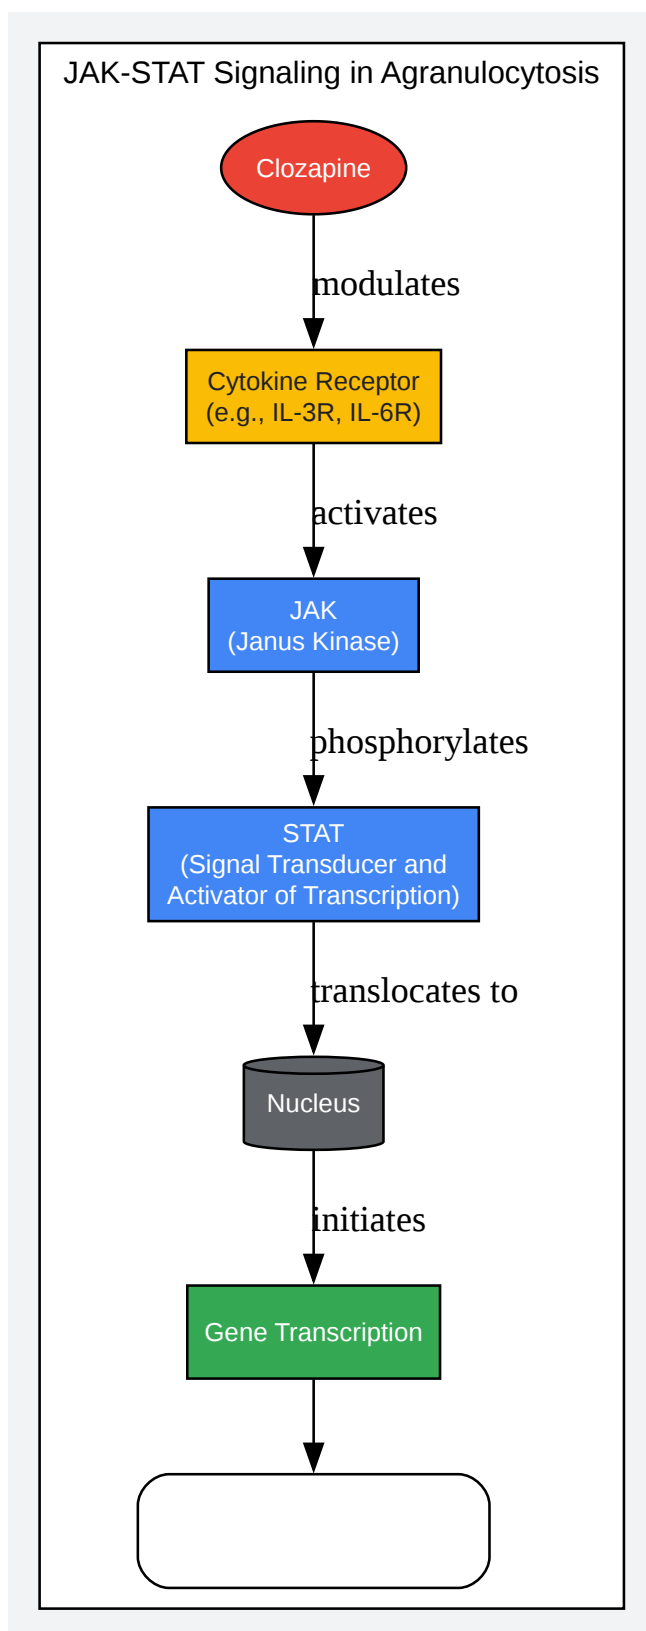 JAK-STAT Signaling in Agranulocytosis
Clozapine
modulates
Cytokine Receptor
(e.g., IL-3R, IL-6R)
activates
JAK
(Janus Kinase)
phosphorylates
STAT
(Signal Transducer and
Activator of Transcription)
translocates to
Nucleus
initiates
Gene Transcription